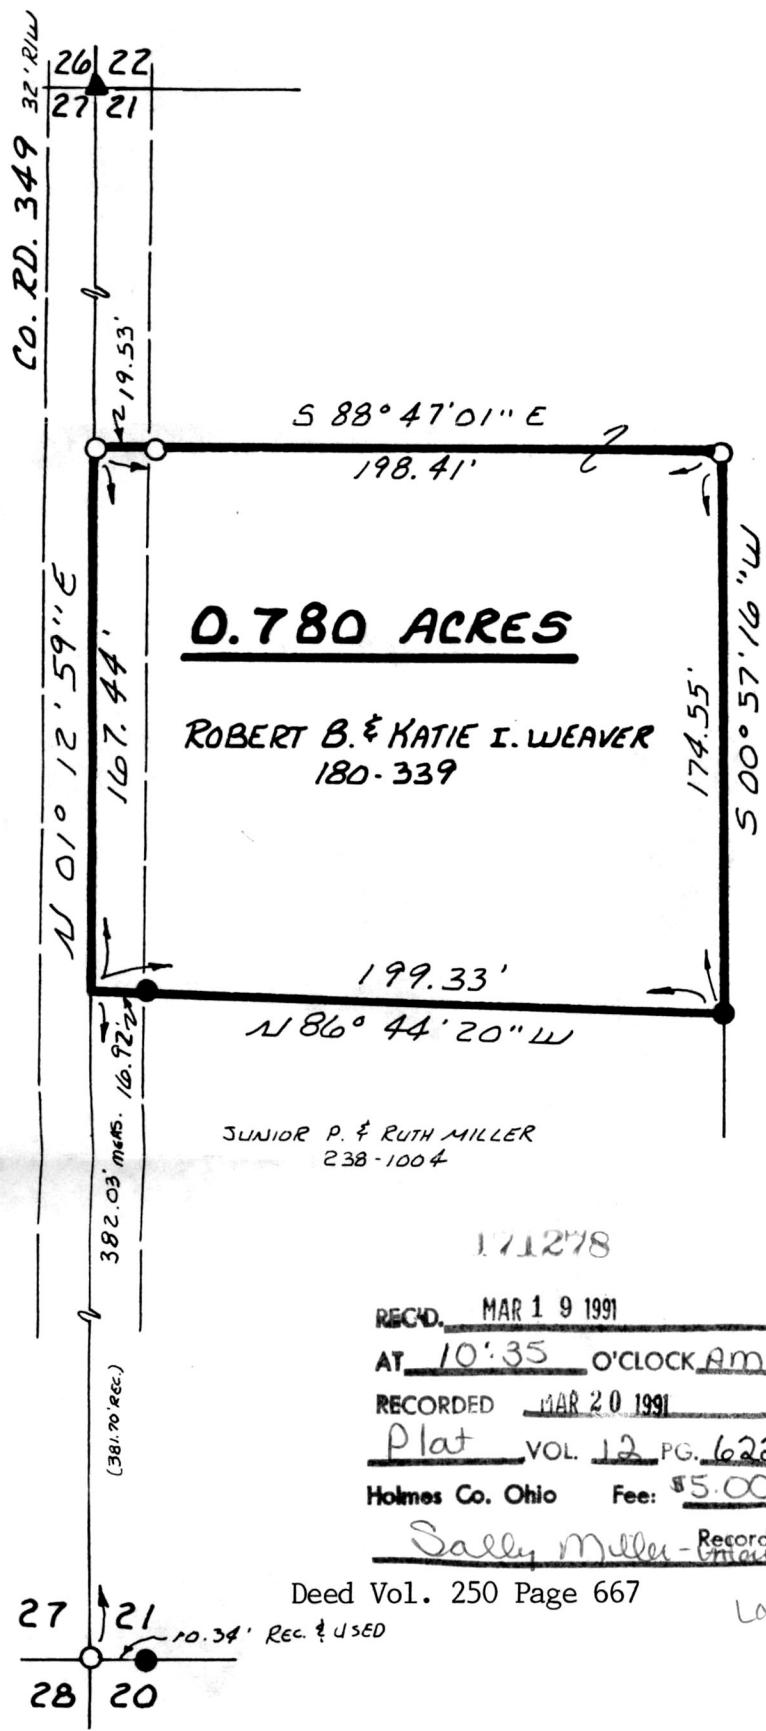 26 22
27 21
CO. RD. 349 32' R/W
19.53'
S 88° 47' 01" E
198.41'
N 01° 12' 59" E
167.44'
0.780 ACRES
ROBERT B. & KATIE I. WEAVER
180-339
174.55'
S 00° 57' 16" W
199.33'
N 86° 44' 20" W
16.92'
382.03' MEAS.
JUNIOR P. & RUTH MILLER
238-1004
171278
REC'D. MAR 19 1991
AT 10:35 O'CLOCK AM
RECORDED MAR 20 1991
Plat VOL. 12 PG. 622
Holmes Co. Ohio Fee: $5.00
Sally Miller - Record
(381.70' REC.)
Deed Vol. 250 Page 667
27 21
10.34' REC. & USED
28 20